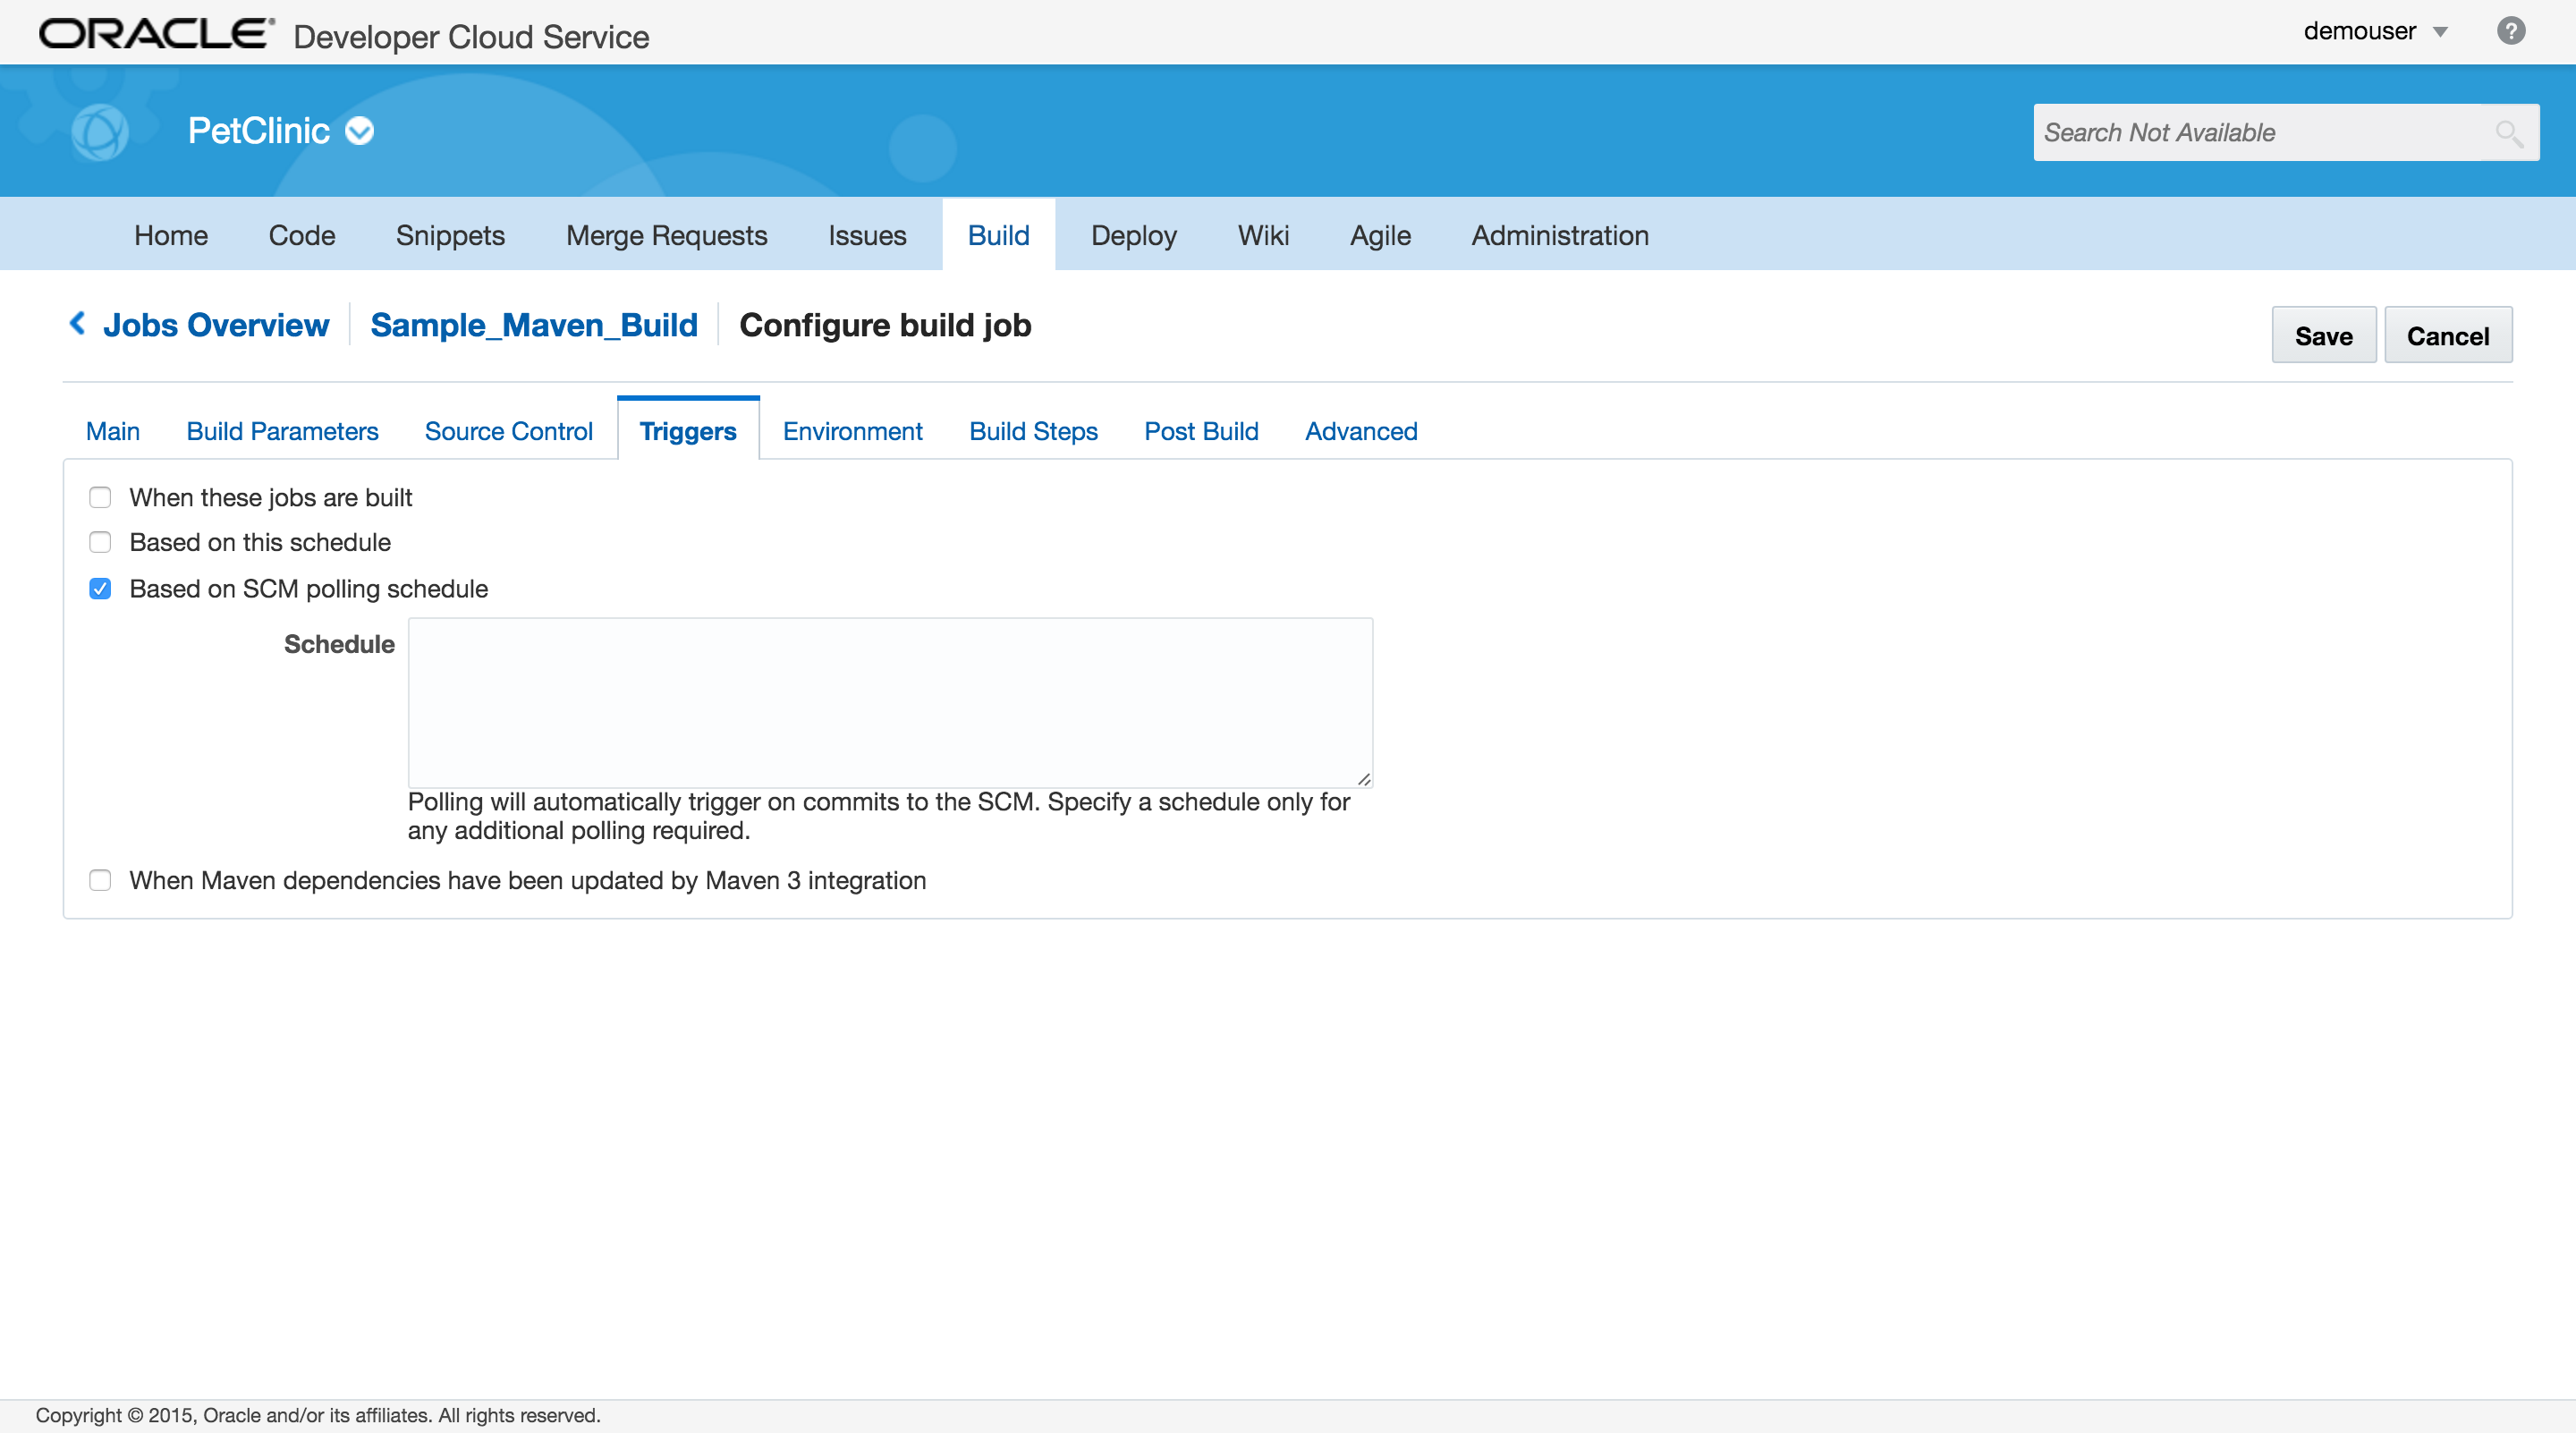 ORACLE® Developer Cloud Service
demouser
?
PetClinic
Search Not Available
Home Code Snippets Merge Requests Issues Build Deploy Wiki Agile Administration
Jobs Overview Sample_Maven_Build Configure build job
Save Cancel
Main Build Parameters Source Control Triggers Environment Build Steps Post Build Advanced
When these jobs are built
Based on this schedule
Based on SCM polling schedule
Schedule
Polling will automatically trigger on commits to the SCM. Specify a schedule only for
any additional polling required.
When Maven dependencies have been updated by Maven 3 integration
Copyright © 2015, Oracle and/or its affiliates. All rights reserved.